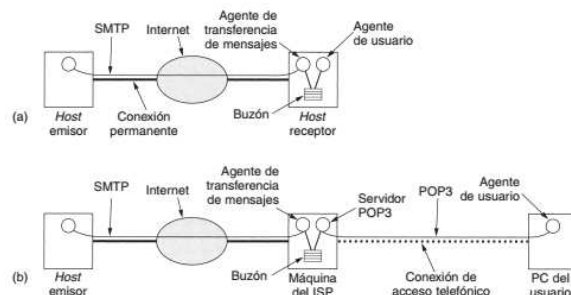 SMTP
Internet
Agente de
transferencia
de mensajes
Agente
de usuario
(a)
Host
emisor
Conexión
permanente
Buzón
Host
receptor
SMTP
Internet
Agente de
transferencia
de mensajes
Servidor
POP3
POP3
Agente
de usuario
(b)
Host
emisor
Buzón
Máquina
del ISP
Conexión de
acceso telefónico
PC del
usuario